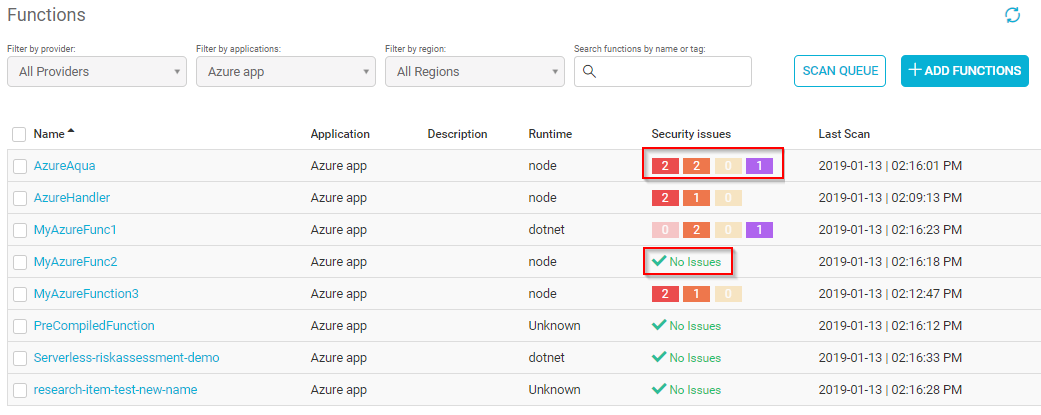 Functions
Filter by provider: Filter by applications: Filter by region: Search functions by name or tag:
All Providers Azure app All Regions SCAN QUEUE + ADD FUNCTIONS
Name Application Description Runtime Security issues Last Scan
AzureAqua Azure app node 2 2 0 1 2019-01-13 | 02:16:01 PM
AzureHandler Azure app node 2 1 0 2019-01-13 | 02:09:13 PM
MyAzureFunc1 Azure app dotnet 0 2 0 1 2019-01-13 | 02:16:23 PM
MyAzureFunc2 Azure app node No Issues 2019-01-13 | 02:16:18 PM
MyAzureFunction3 Azure app node 2 1 0 2019-01-13 | 02:12:47 PM
PreCompiledFunction Azure app Unknown No Issues 2019-01-13 | 02:16:12 PM
Serverless-riskassessment-demo Azure app dotnet No Issues 2019-01-13 | 02:16:33 PM
research-item-test-new-name Azure app Unknown No Issues 2019-01-13 | 02:16:28 PM